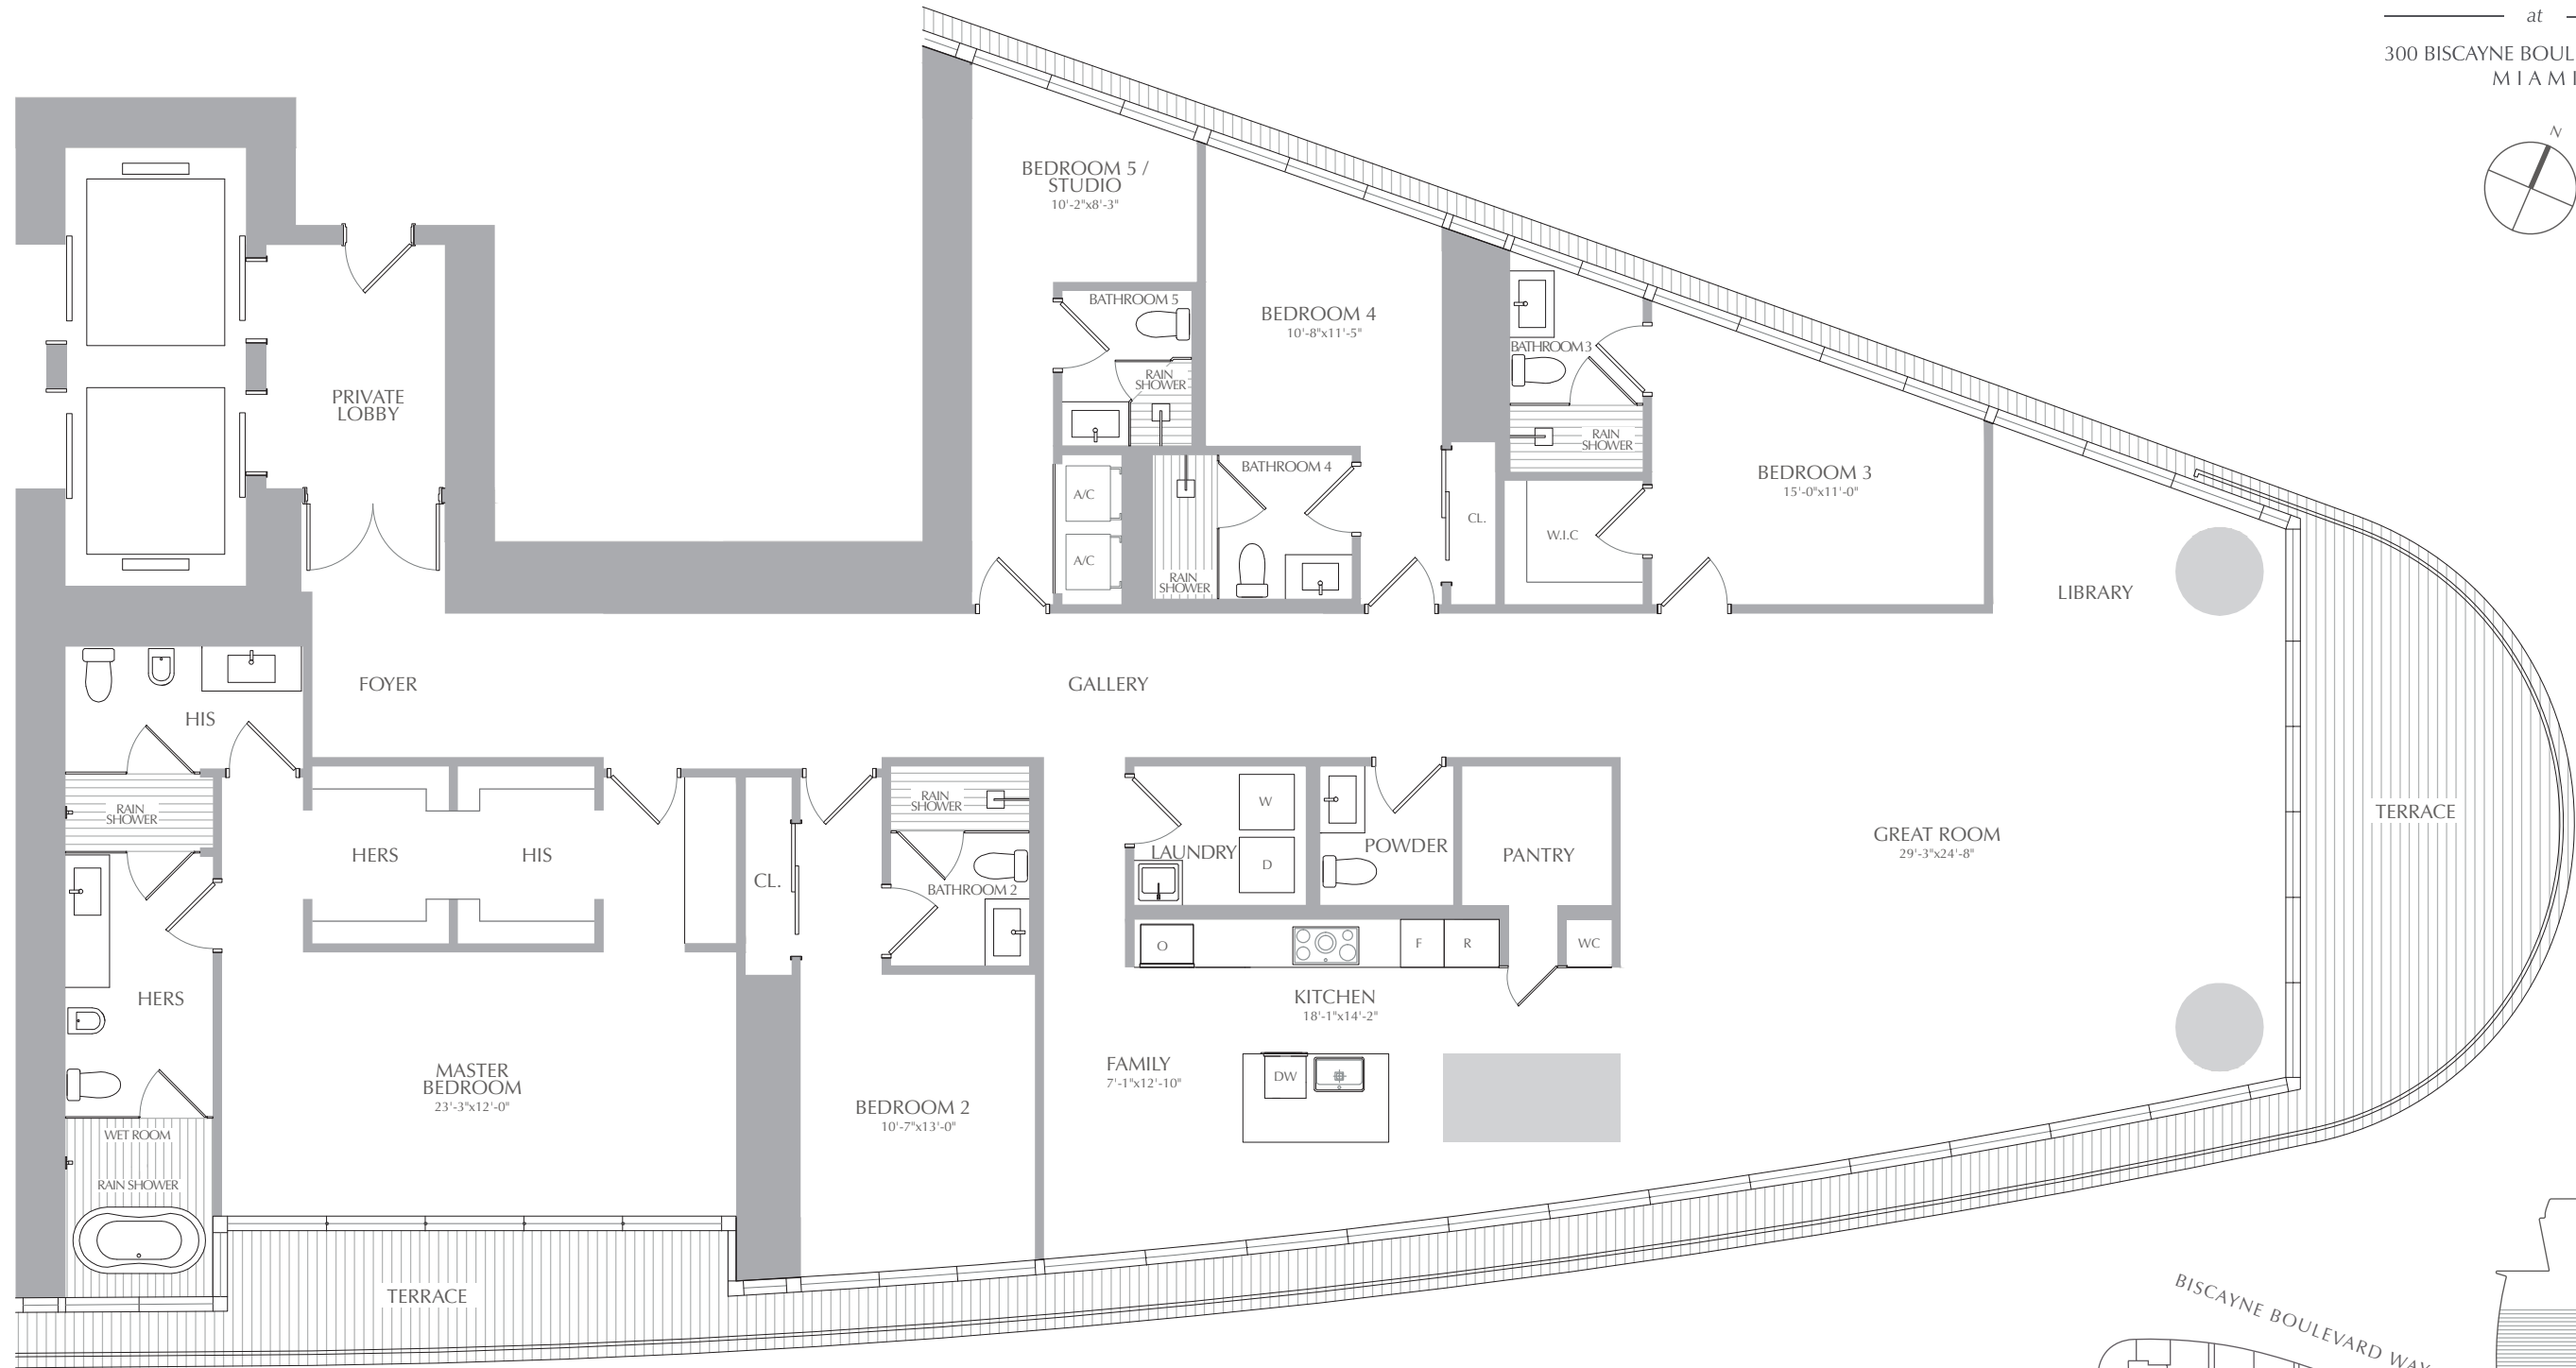 at
300 BISCAYNE BOUL
MIAMI
N
BEDROOM 5 /
STUDIO
10'-2"x8'-3"
BATHROOM 5
RAIN
SHOWER
BEDROOM 4
10'-8"x11'-5"
BATHROOM 3
RAIN
SHOWER
PRIVATE
LOBBY
A/C
A/C
BATHROOM 4
RAIN
SHOWER
CL.
W.I.C
BEDROOM 3
15'-0"x11'-0"
LIBRARY
FOYER
GALLERY
HIS
RAIN
SHOWER
HERS
HIS
CL.
RAIN
SHOWER
BATHROOM 2
LAUNDRY
W
D
POWDER
PANTRY
GREAT ROOM
29'-3"x24'-8"
TERRACE
O
F
R
WC
HERS
KITCHEN
18'-1"x14'-2"
MASTER
BEDROOM
23'-3"x12'-0"
BEDROOM 2
10'-7"x13'-0"
FAMILY
7'-1"x12'-10"
DW
WET ROOM
RAIN SHOWER
TERRACE
BISCAYNE BOULEVARD WAY